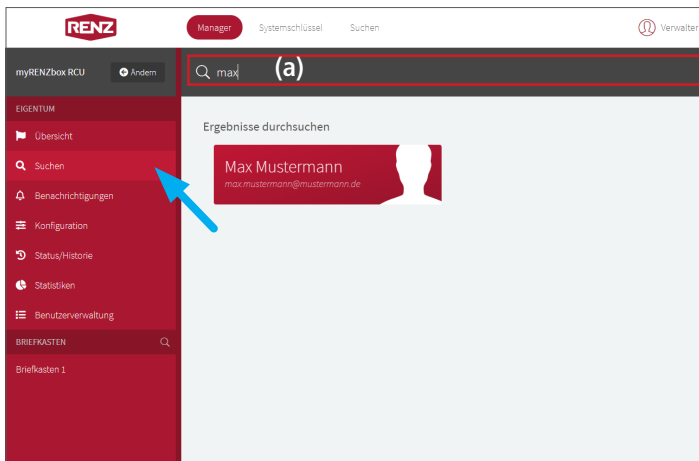 RENZ
Manager Systemschlüssel Suchen Verwalter
myRENZbox RCU Ändern
max (a)
EIGENTUM
Übersicht
Suchen
Benachrichtigungen
Konfiguration
Status/Historie
Statistiken
Benutzerverwaltung
BRIEFKASTEN
Briefkasten 1
Ergebnisse durchsuchen
Max Mustermann
max.mustermann@mustermann.de